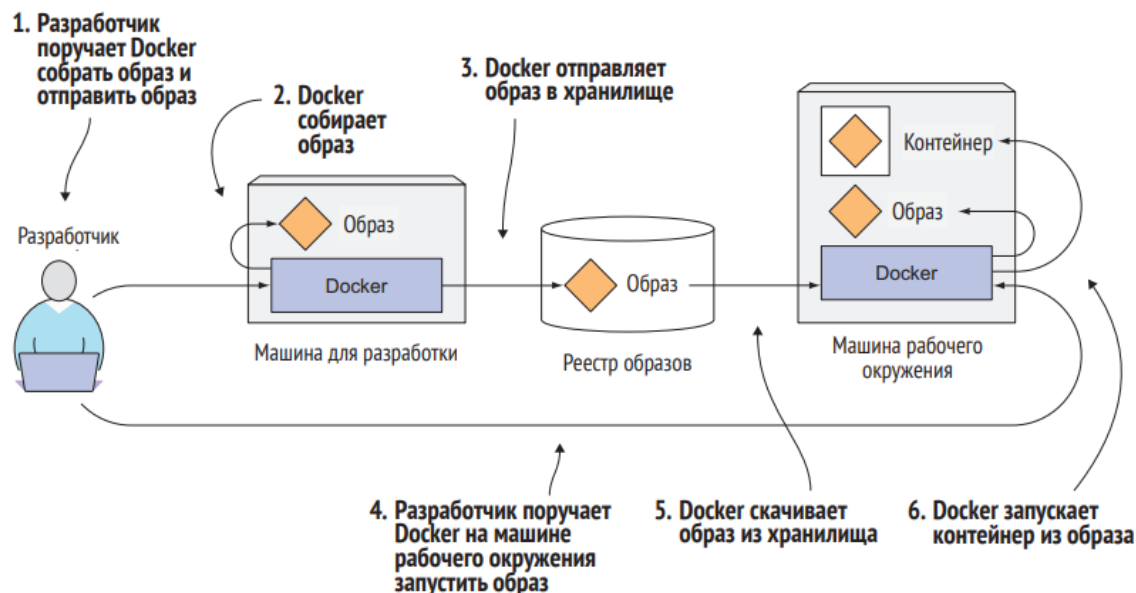 1. Разработчик
поручает Docker
собрать образ и
отправить образ
2. Docker
собирает
образ
3. Docker отправляет
образ в хранилище
Контейнер
Образ
Docker
Машина рабочего
окружения
Разработчик
Образ
Docker
Машина для разработки
Образ
Реестр образов
4. Разработчик поручает
Docker на машине
рабочего окружения
запустить образ
5. Docker скачивает
образ из хранилища
6. Docker запускает
контейнер из образа